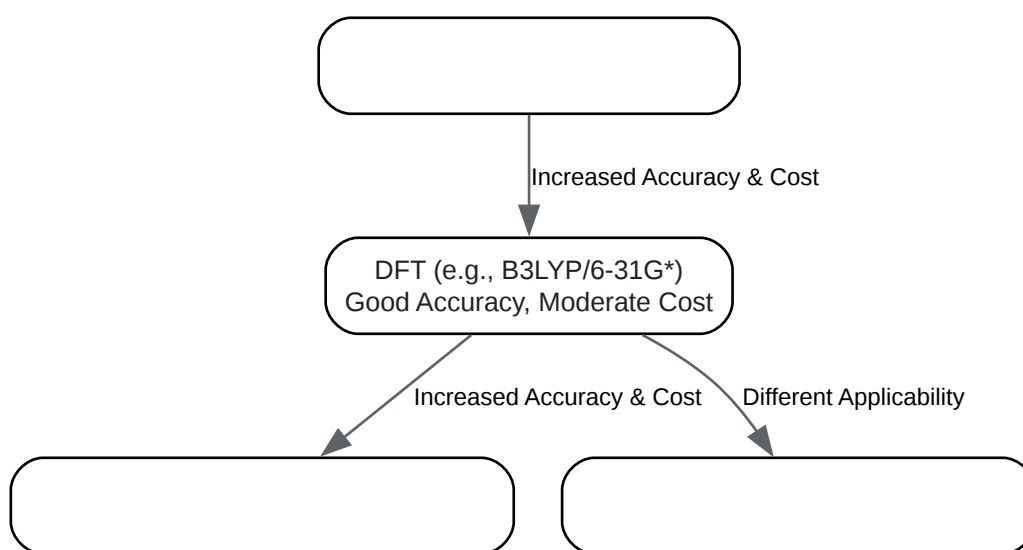 Increased Accuracy & Cost
DFT (e.g., B3LYP/6-31G*)
Good Accuracy, Moderate Cost
Increased Accuracy & Cost
Different Applicability